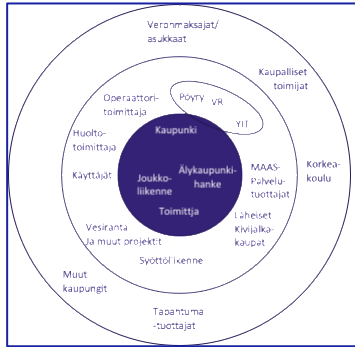 Veronmaksajat/
asukkaat
Kaupalliset
toimijat
Operaattori-
toimittaja
Pöyry
VR
YIT
Huolto-
toimittaja
Kaupunki
Käyttäjät
Joukko-
liikenne
Älykaupunki-
hanke
MAAS-
Palvelu-
tuottajat
Korkea-
koulu
Toimittja
Läheiset
Kivijalka-
kaupat
Vesiranta
Ja muut projektit
Syöttöliikenne
Muut
kaupungit
Tapahtuma
-tuottajat